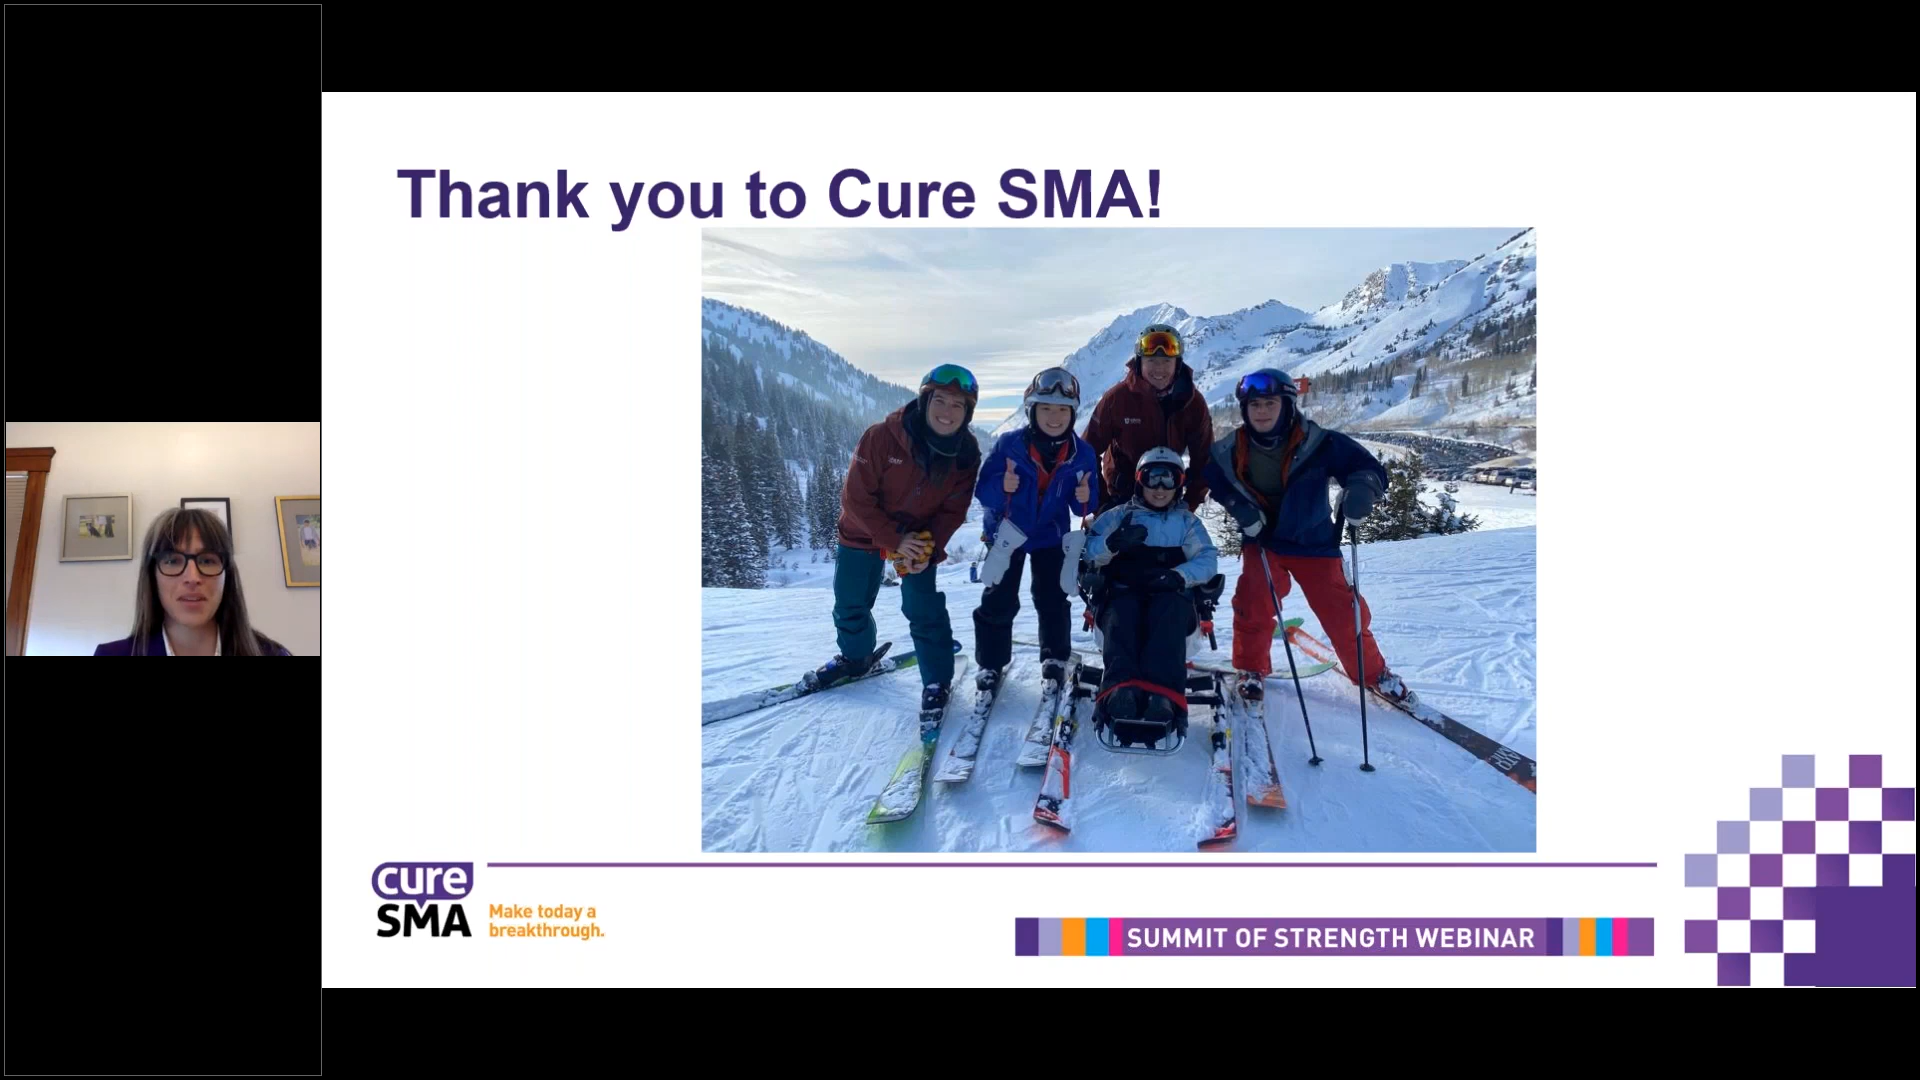 Thank you to Cure SMA!
cure
SMA
Make today a
breakthrough.
SUMMIT OF STRENGTH WEBINAR